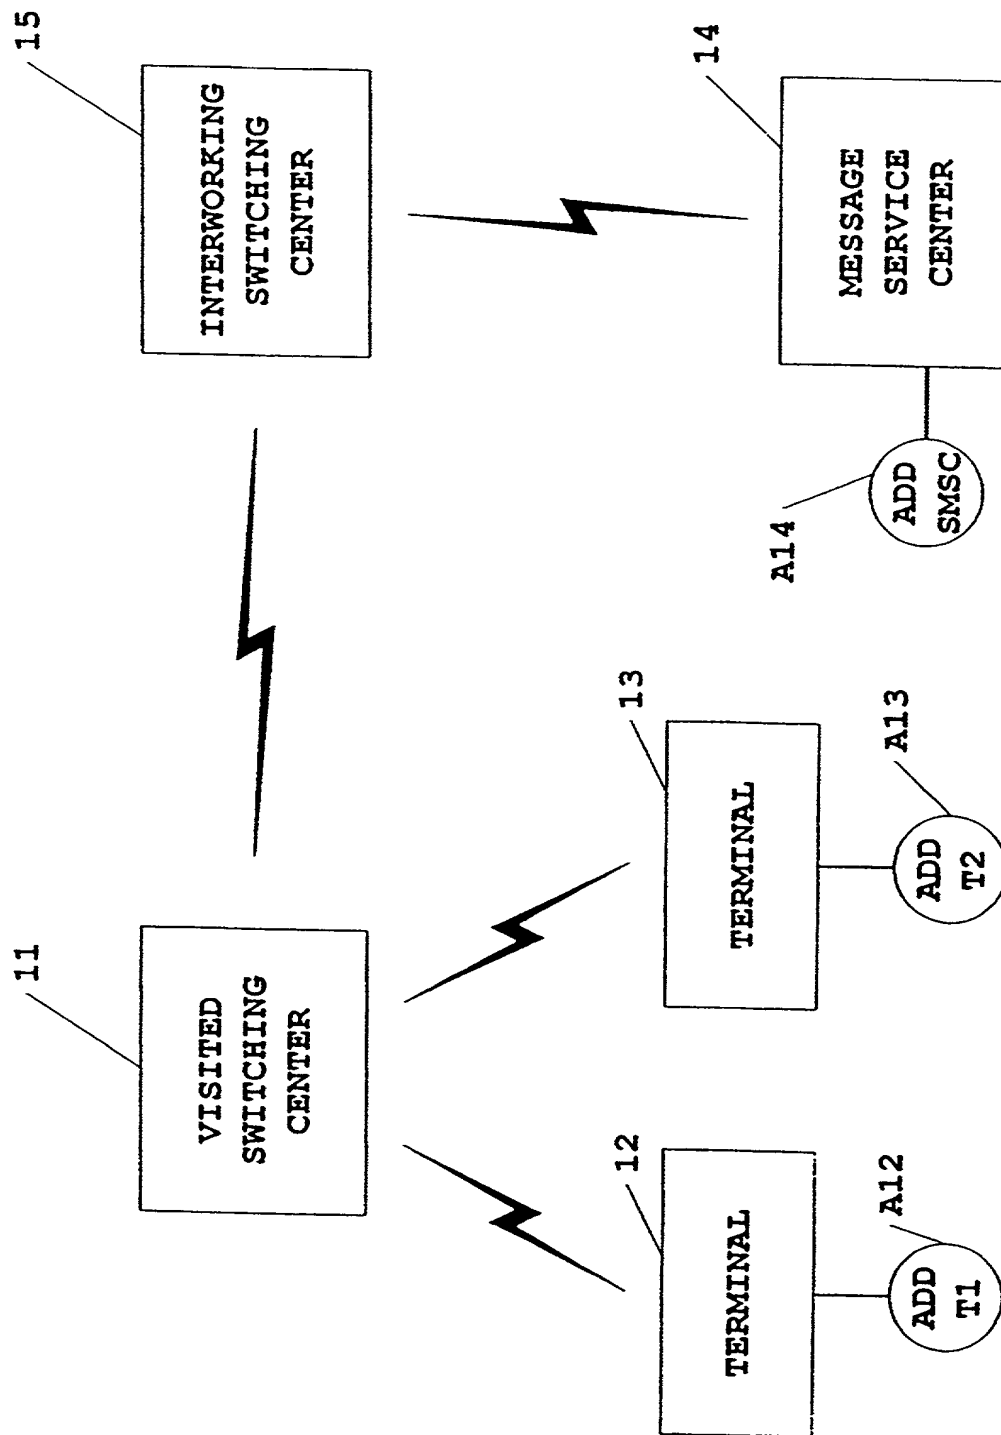 11
VISITED
SWITCHING
CENTER
15
INTERWORKING
SWITCHING
CENTER
12
TERMINAL
A12
ADD
T1
13
TERMINAL
A13
ADD
T2
A14
ADD
SMSC
14
MESSAGE
SERVICE
CENTER